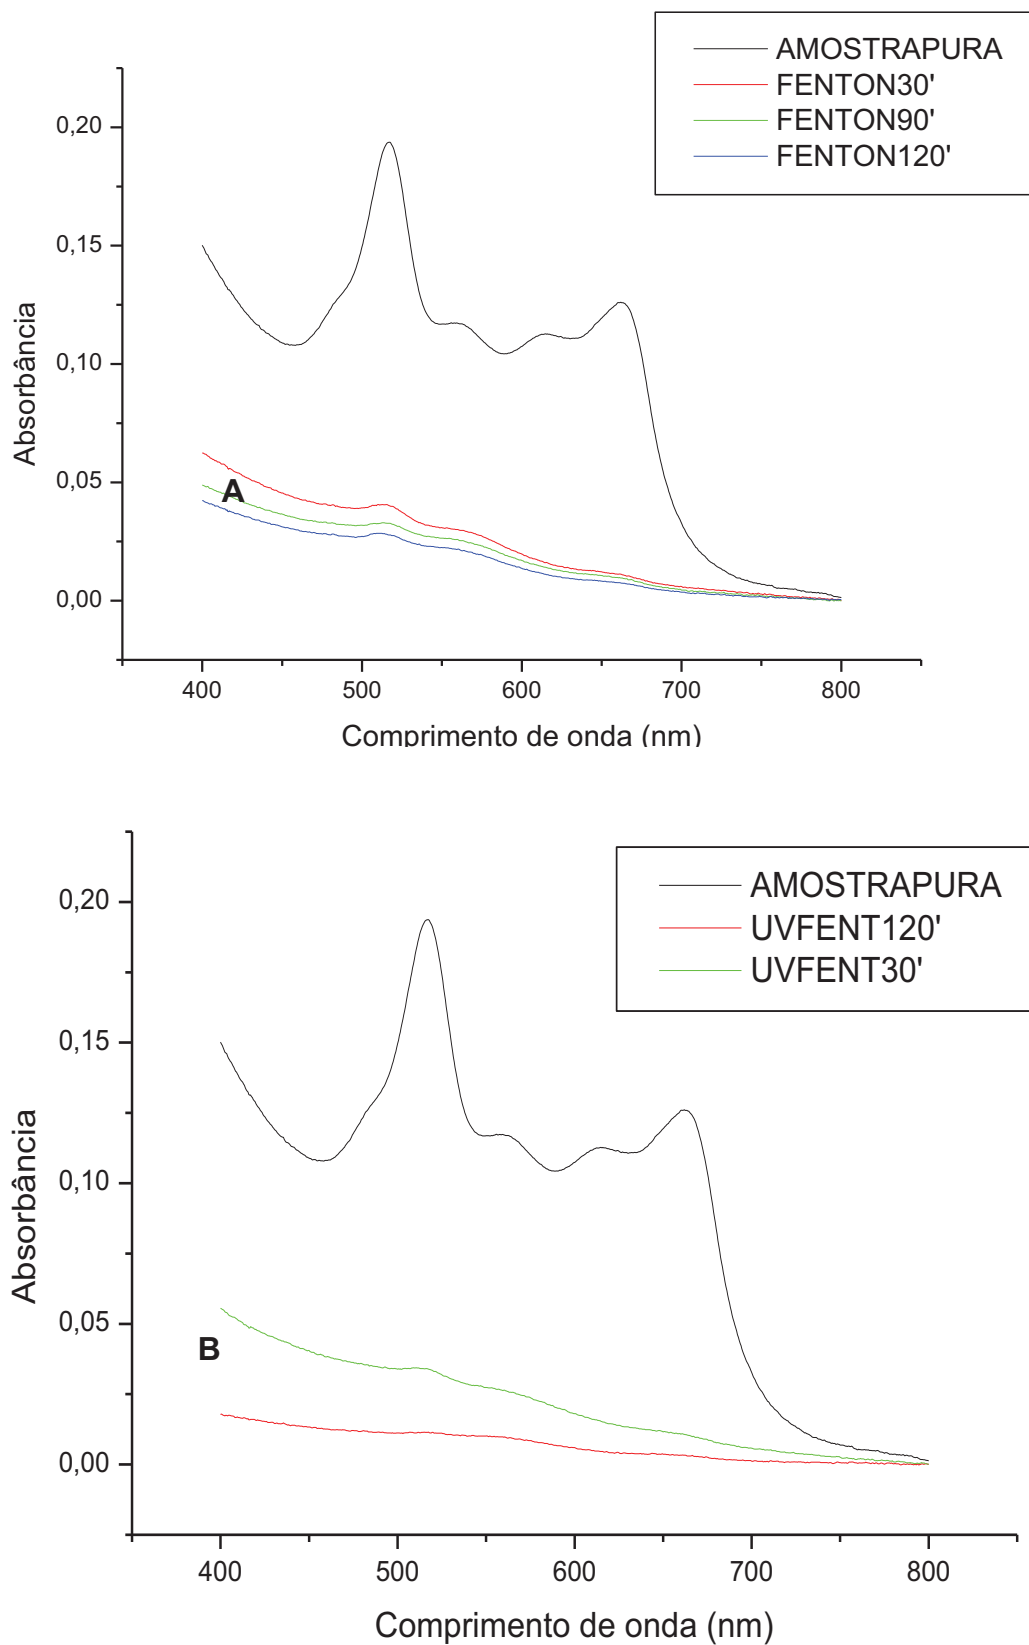 AMOSTRAPURA
FENTON30'
FENTON90'
FENTON120'
0,20
0,15
0,10
0,05
0,00
Absorbância
A
400 500 600 700 800
Comprimento de onda (nm)
AMOSTRAPURA
UVFENT120'
UVFENT30'
0,20
0,15
0,10
0,05
0,00
Absorbância
B
400 500 600 700 800
Comprimento de onda (nm)